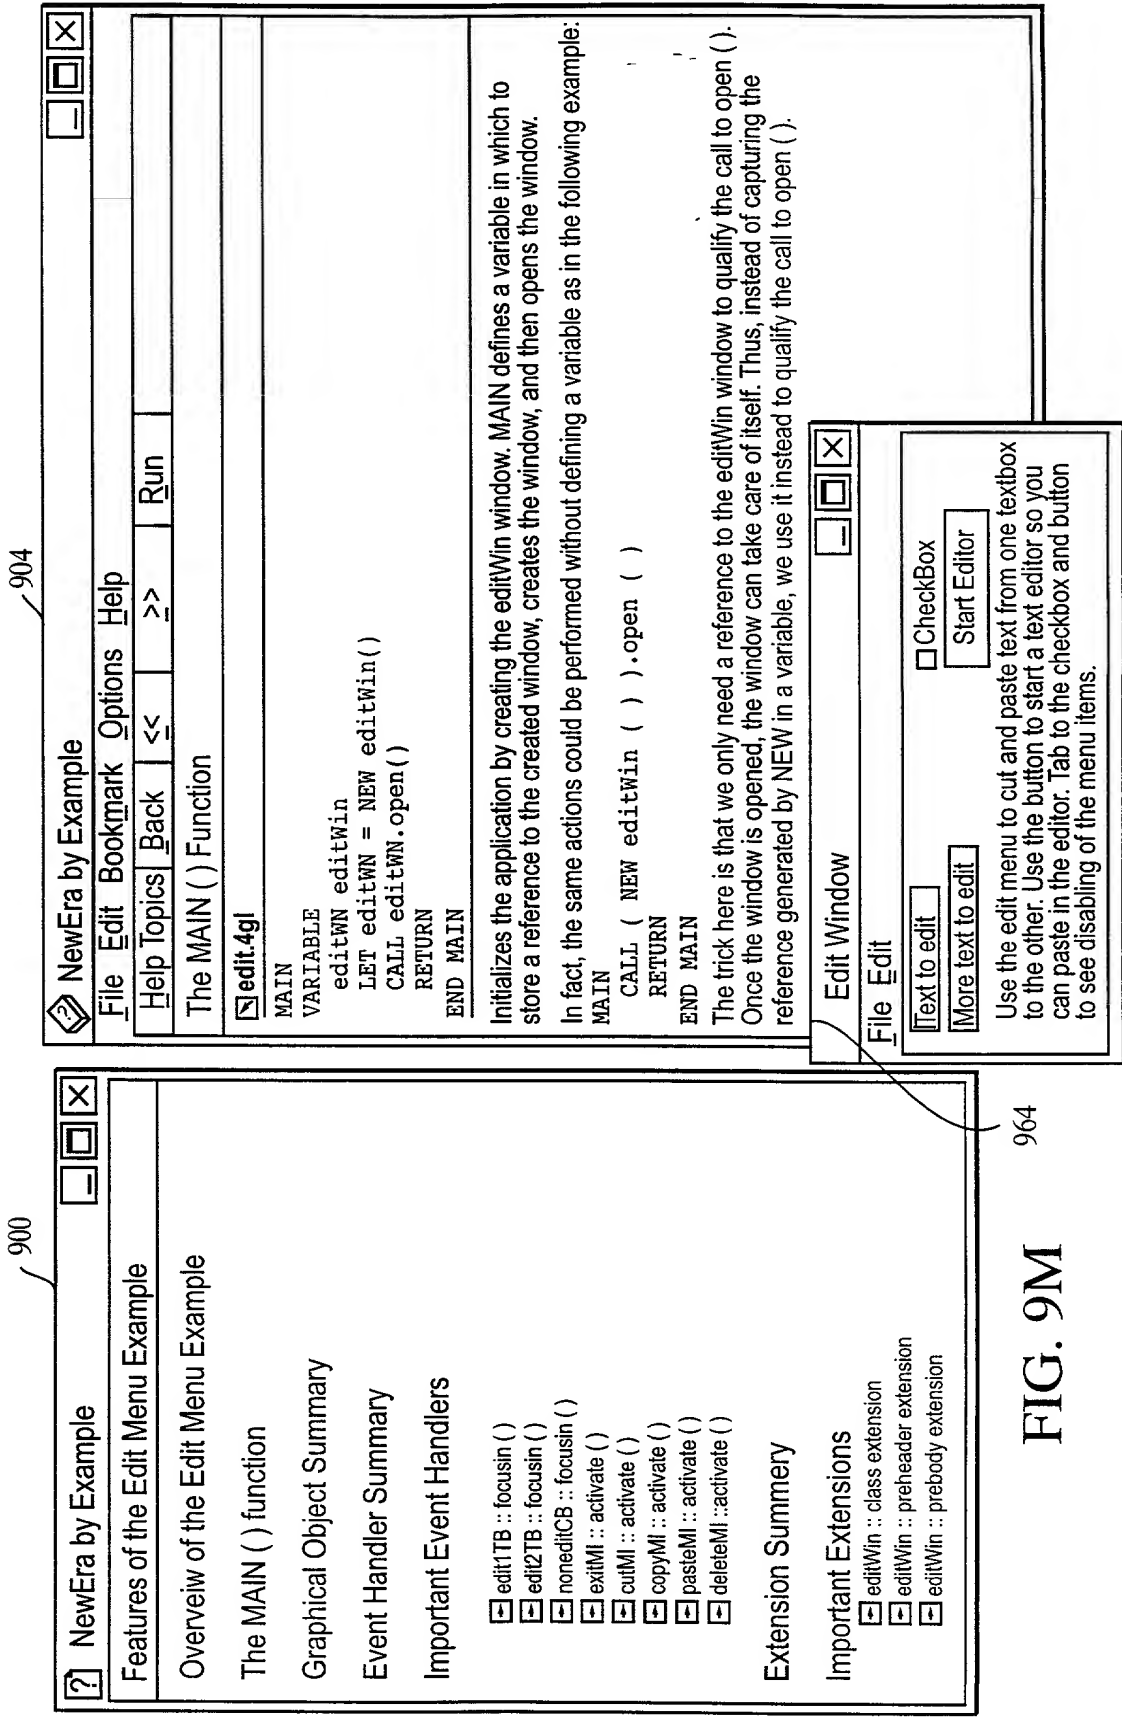 900
NewEra by Example
Features of the Edit Menu Example
Overveiw of the Edit Menu Example
The MAIN ( ) function
Graphical Object Summary
Event Handler Summary
Important Event Handlers
edit1TB :: focusin ( )
edit2TB :: focusin ( )
noneditCB :: focusin ( )
exitMI :: activate ( )
cutMI :: activate ( )
copyMI :: activate ( )
pasteMI :: activate ( )
deleteMI ::activate ( )
Extension Summery
Important Extensions
editWin :: class extension
editWin :: preheader extension
editWin :: prebody extension
904
NewEra by Example
File Edit Bookmark Options Help
Help Topics Back << >> Run
The MAIN ( ) Function
edit.4gl
MAIN
VARIABLE
editWN editWin
LET editWN = NEW editWin()
CALL editWN.open()
RETURN
END MAIN
Initializes the application by creating the editWin window. MAIN defines a variable in which to
store a reference to the created window, creates the window, and then opens the window.
In fact, the same actions could be performed without defining a variable as in the following example:
MAIN
CALL ( NEW editWin ( ) ).open ( )
RETURN
END MAIN
The trick here is that we only need a reference to the editWin window to qualify the call to open ( ).
Once the window is opened, the window can take care of itself. Thus, instead of capturing the
reference generated by NEW in a variable, we use it instead to qualify the call to open ( ).
964
Edit Window
File Edit
Text to edit
CheckBox
More text to edit
Start Editor
Use the edit menu to cut and paste text from one textbox
to the other. Use the button to start a text editor so you
can paste in the editor. Tab to the checkbox and button
to see disabling of the menu items.
FIG. 9M